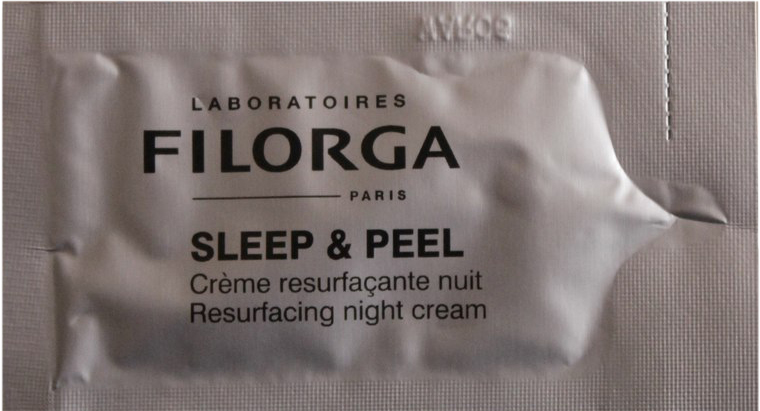 LABORATOIRES
FILORGA
PARIS
SLEEP & PEEL
Crème resurfaçante nuit
Resurfacing night cream